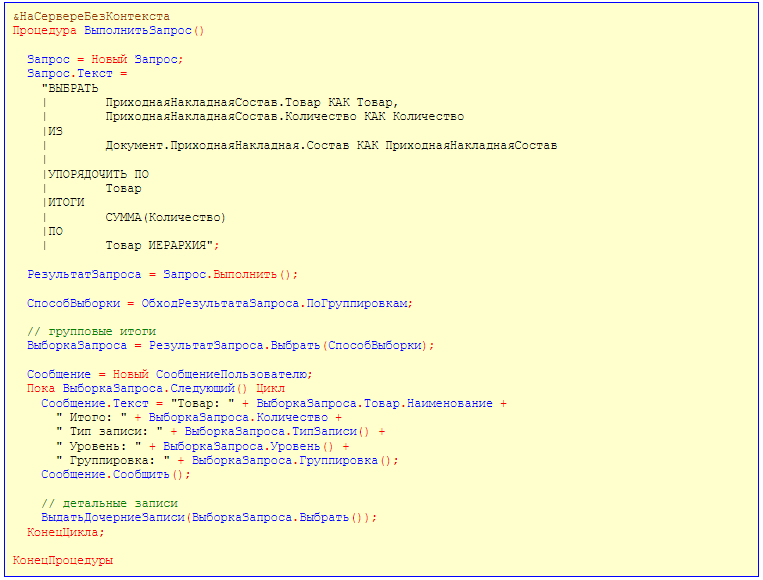 &НаСервереБезКонтекста
Процедура ВыполнитьЗапрос()
Запрос = Новый Запрос;
Запрос.Текст =
"ВЫБРАТЬ
|	ПриходнаяНакладнаяСостав.Товар КАК Товар,
|	ПриходнаяНакладнаяСостав.Количество КАК Количество
|ИЗ
|	Документ.ПриходнаяНакладная.Состав КАК ПриходнаяНакладнаяСостав
|
|УПОРЯДОЧИТЬ ПО
|	Товар
|ИТОГИ
|	СУММА(Количество)
|ПО
|	Товар ИЕРАРХИЯ";
РезультатЗапроса = Запрос.Выполнить();
СпособВыборки = ОбходРезультатаЗапроса.ПоГруппировкам;
// групповые итоги
ВыборкаЗапроса = РезультатЗапроса.Выбрать(СпособВыборки);
Сообщение = Новый СообщениеПользователю;
Пока ВыборкаЗапроса.Следующий() Цикл
Сообщение.Текст = "Товар: " + ВыборкаЗапроса.Товар.Наименование +
" Итого: " + ВыборкаЗапроса.Количество +
" Тип записи: " + ВыборкаЗапроса.ТипЗаписи() +
" Уровень: " + ВыборкаЗапроса.Уровень() +
" Группировка: " + ВыборкаЗапроса.Группировка();
Сообщение.Сообщить();
// детальные записи
ВыдатьДочерниеЗаписи(ВыборкаЗапроса.Выбрать());
КонецЦикла;
КонецПроцедуры